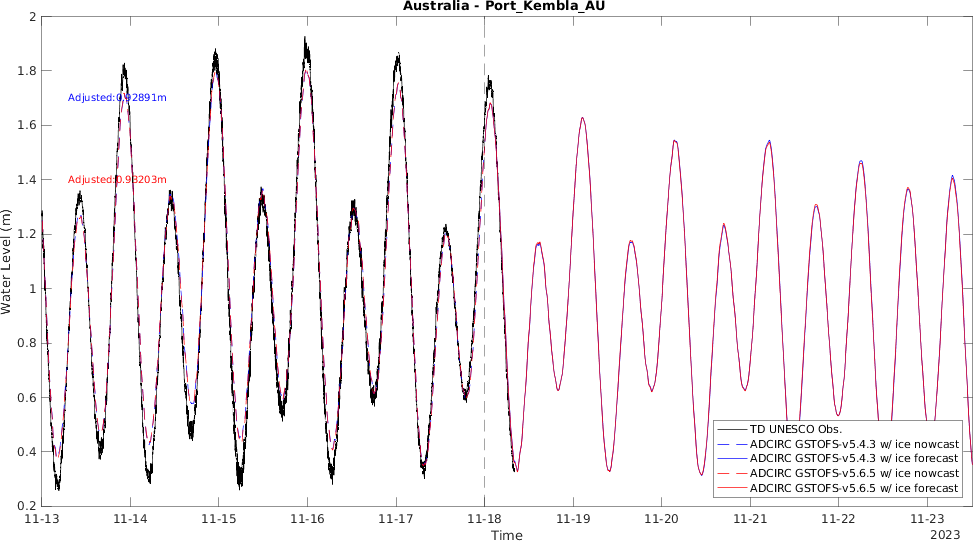 Australia - Port_Kembla_AU
2
1.8
1.6
1.4
1.2
1
0.8
0.6
0.4
0.2
Water Level (m)
Adjusted:0.92891m
Adjusted:0.93203m
TD UNESCO Obs.
ADCIRC GSTOFS-v5.4.3 w/ ice nowcast
ADCIRC GSTOFS-v5.4.3 w/ ice forecast
ADCIRC GSTOFS-v5.6.5 w/ ice nowcast
ADCIRC GSTOFS-v5.6.5 w/ ice forecast
11-13 11-14 11-15 11-16 11-17 11-18 11-19 11-20 11-21 11-22 11-23
Time
2023